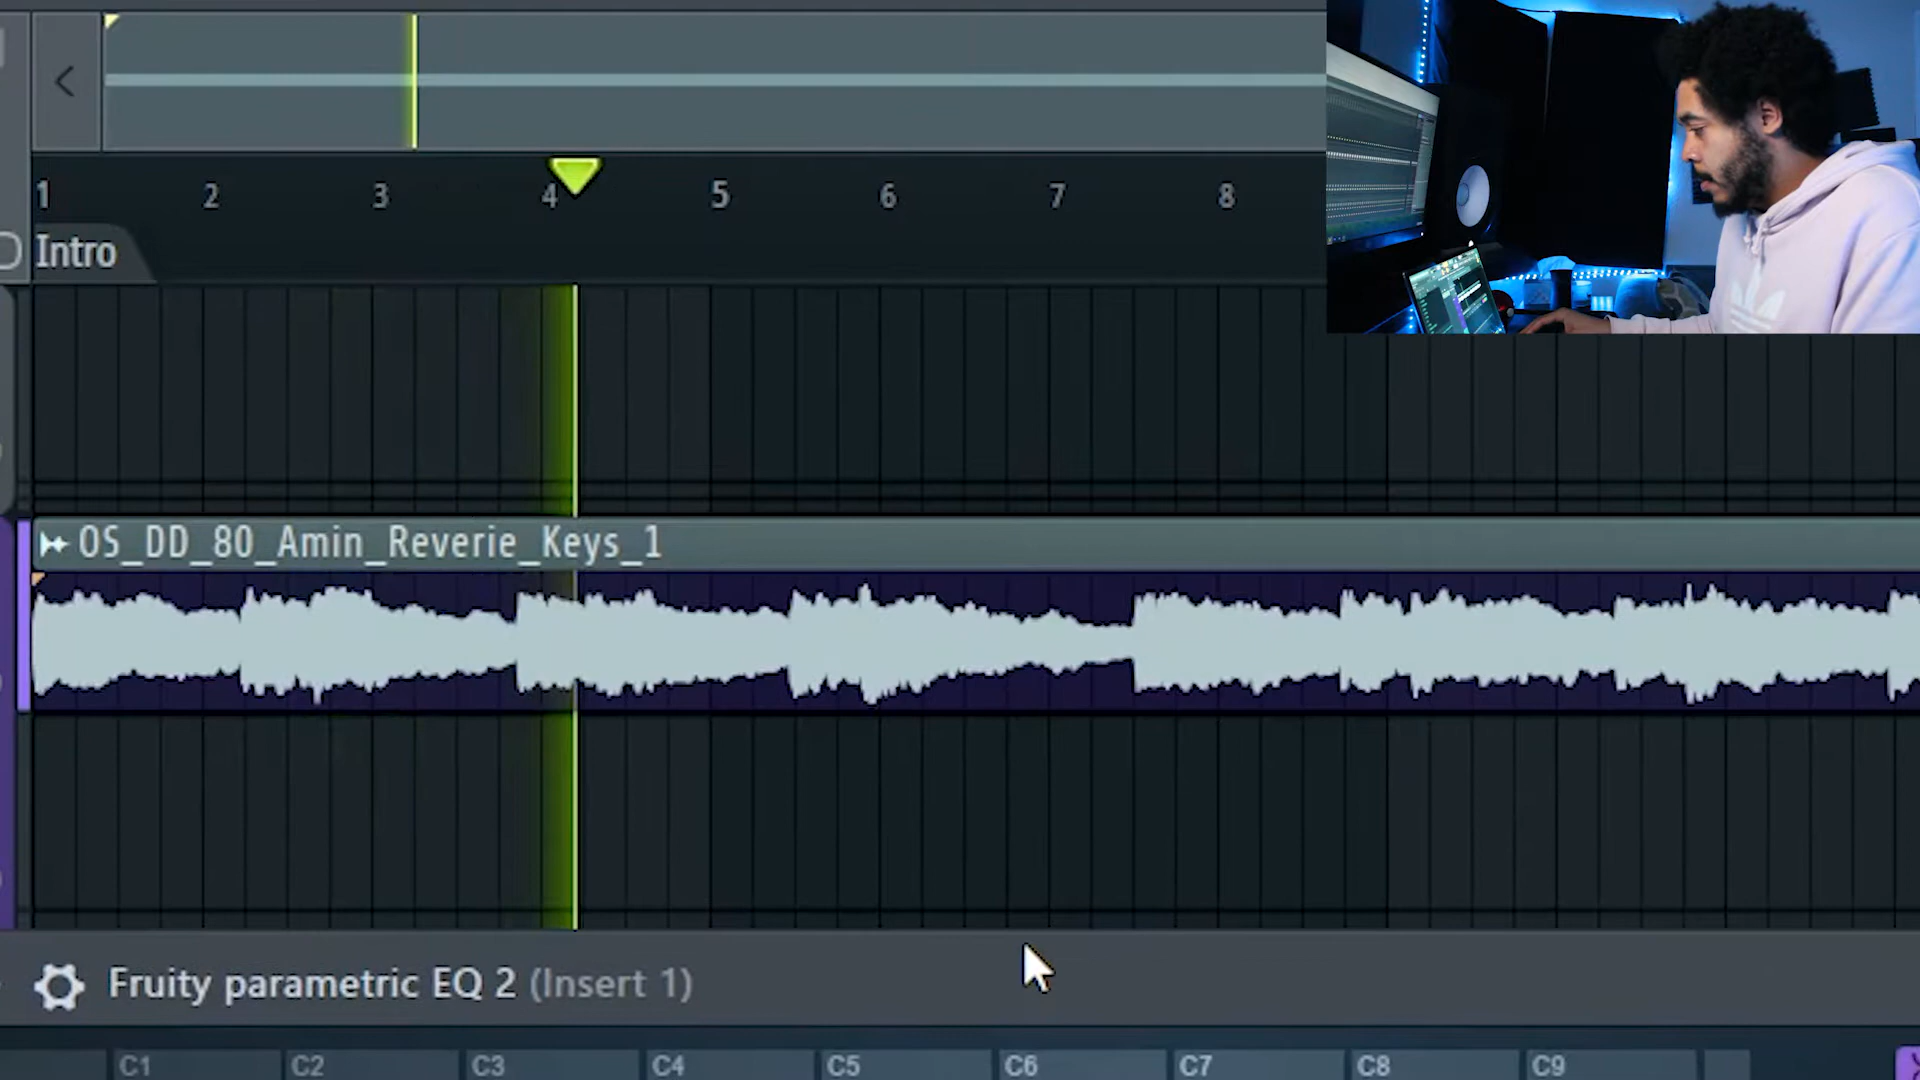 1 2 3 4 5 6 7 8
Intro
OS_DD_80_Amin_Reverie_Keys_1
Fruity parametric EQ 2 (Insert 1)
C1 C2 C3 C4 C5 C6 C7 C8 C9